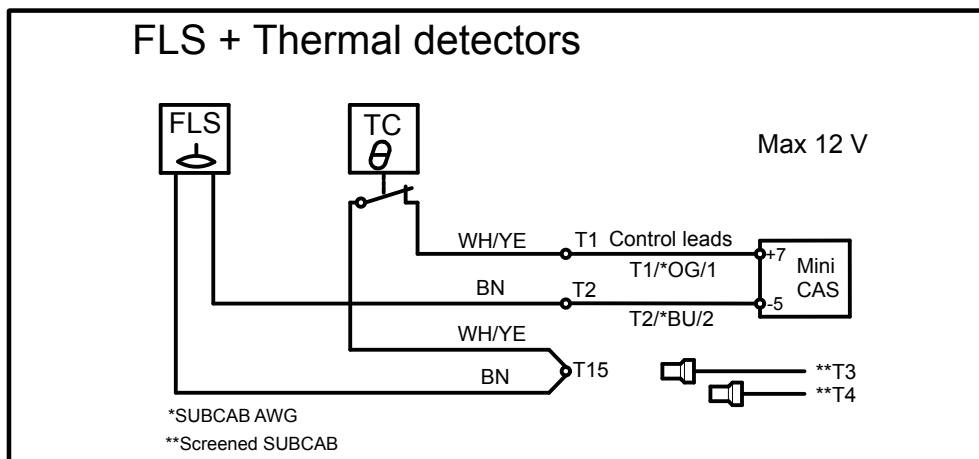 FLS + Thermal detectors
FLS
TC
Max 12 V
WH/YE
T1
Control leads
T1/*OG/1
+7
Mini
CAS
BN
T2
-5
T2/*BU/2
WH/YE
T15
BN
**T3
**T4
*SUBCAB AWG
**Screened SUBCAB